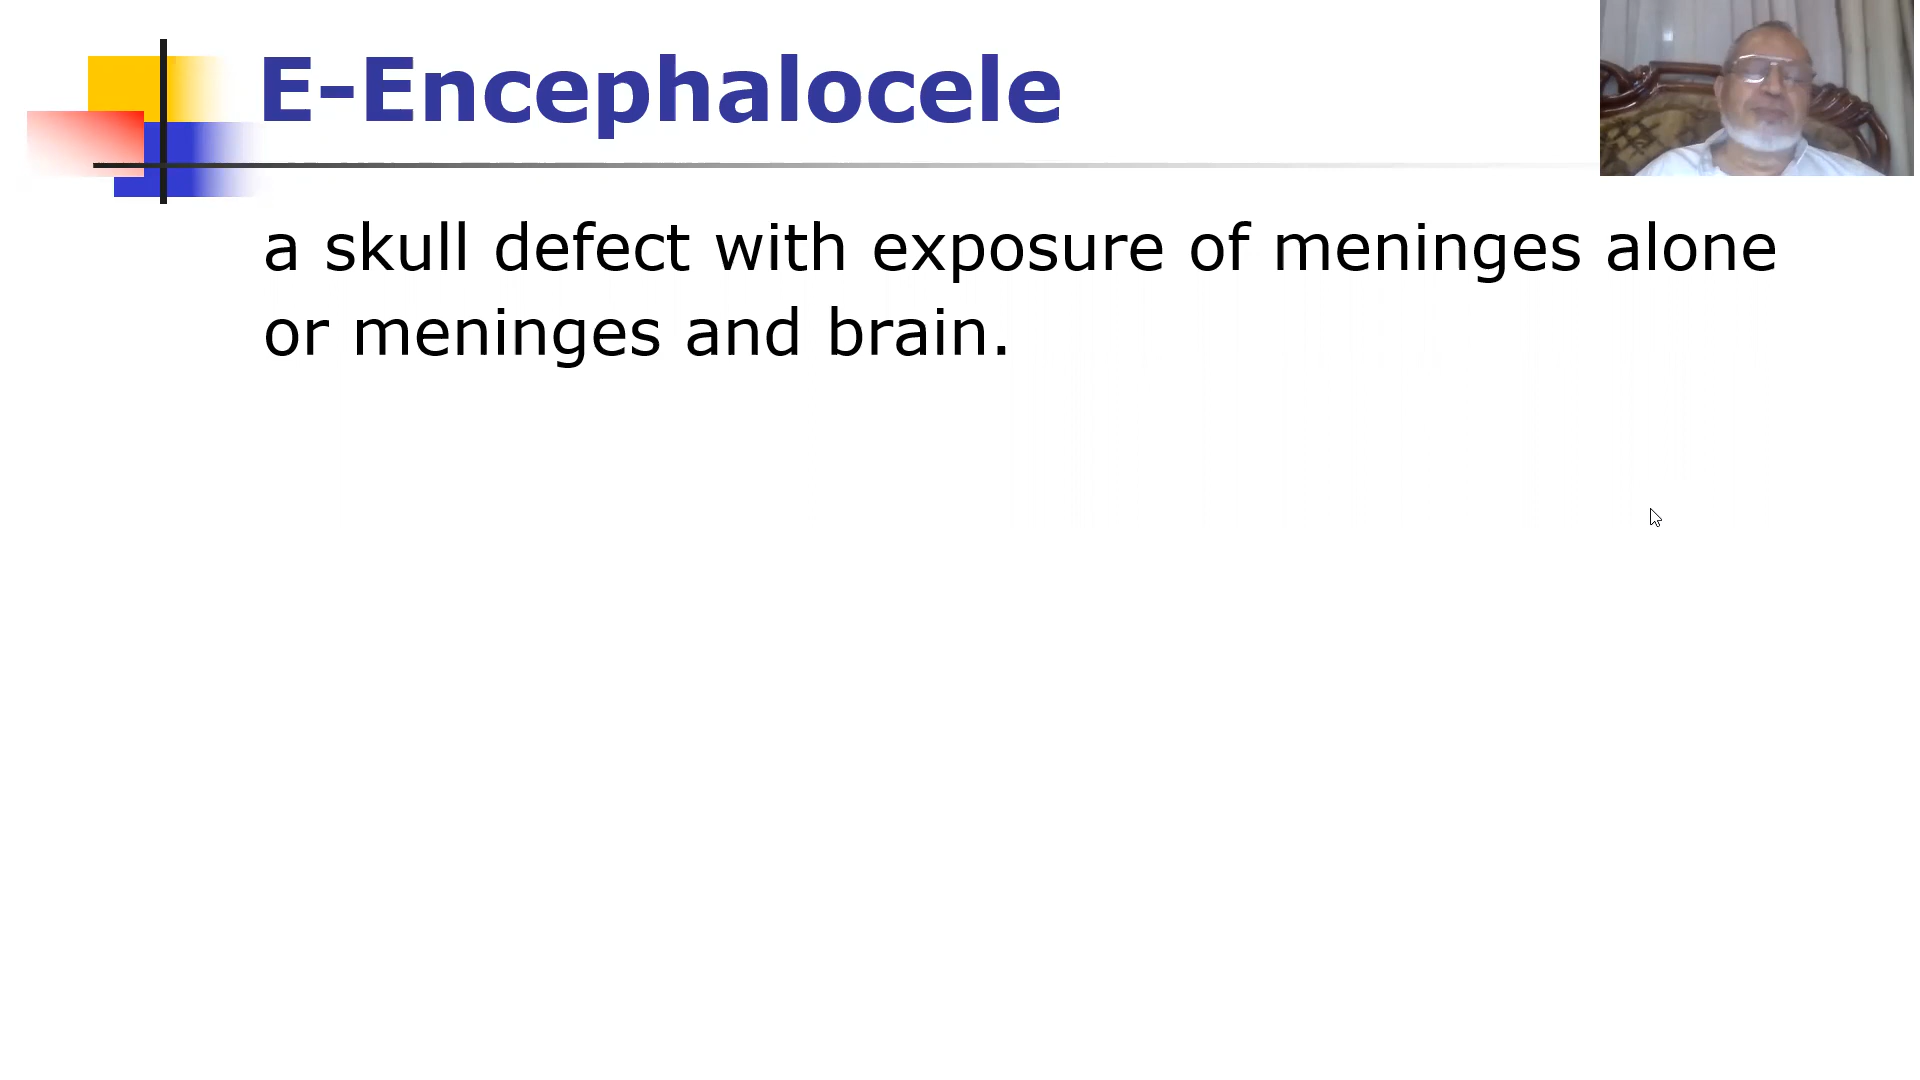 E-Encephalocele
a skull defect with exposure of meninges alone
or meninges and brain.